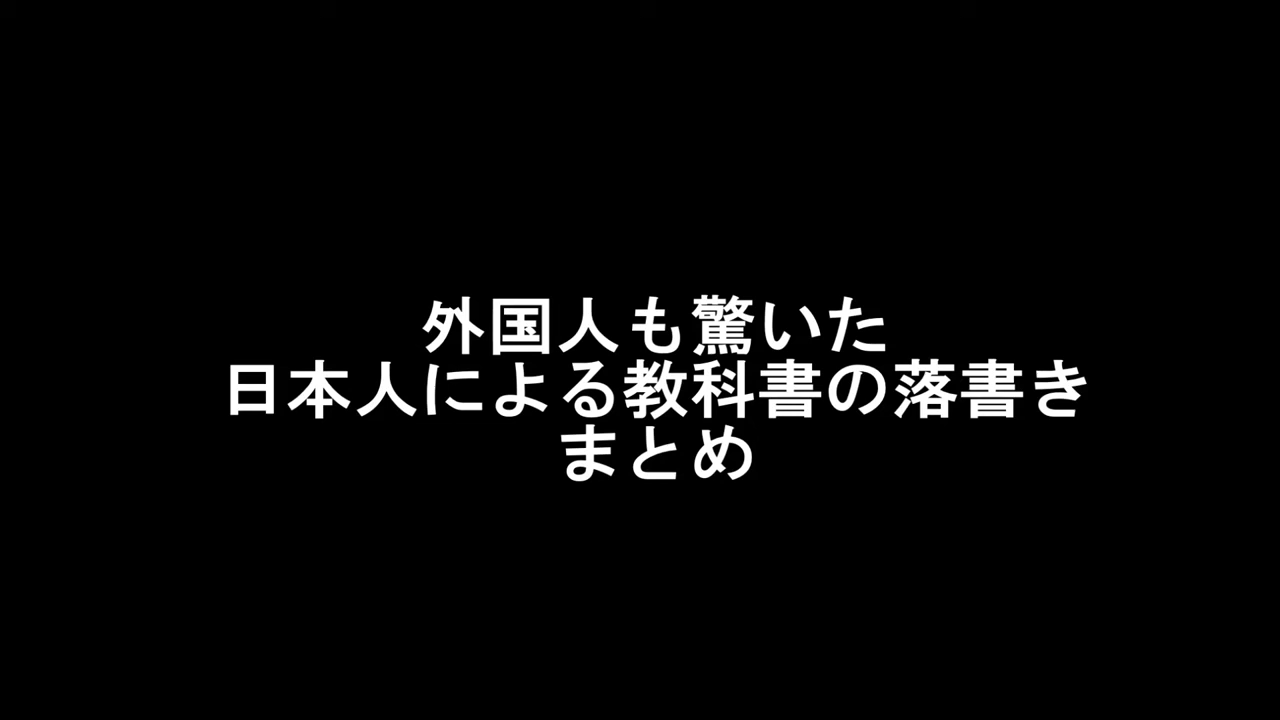 外国人も驚いた
日本人による教科書の落書き
まとめ